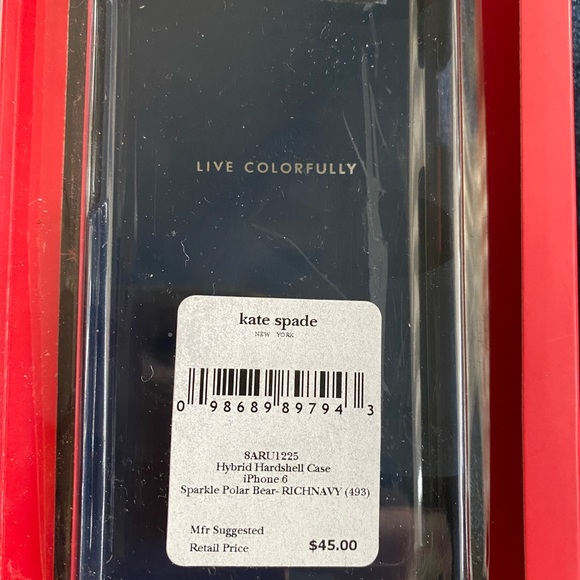 LIVE COLORFULLY
kate spade
NEW YORK
0 98689 89794 3
8ARU1225
Hybrid Hardshell Case
iPhone 6
Sparkle Polar Bear- RICHNAVY (493)
Mfr Suggested
Retail Price $45.00